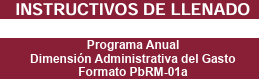 INSTRUCTIVOS DE LLENADO
Programa Anual
Dimensión Administrativa del Gasto
Formato PbRM-01a